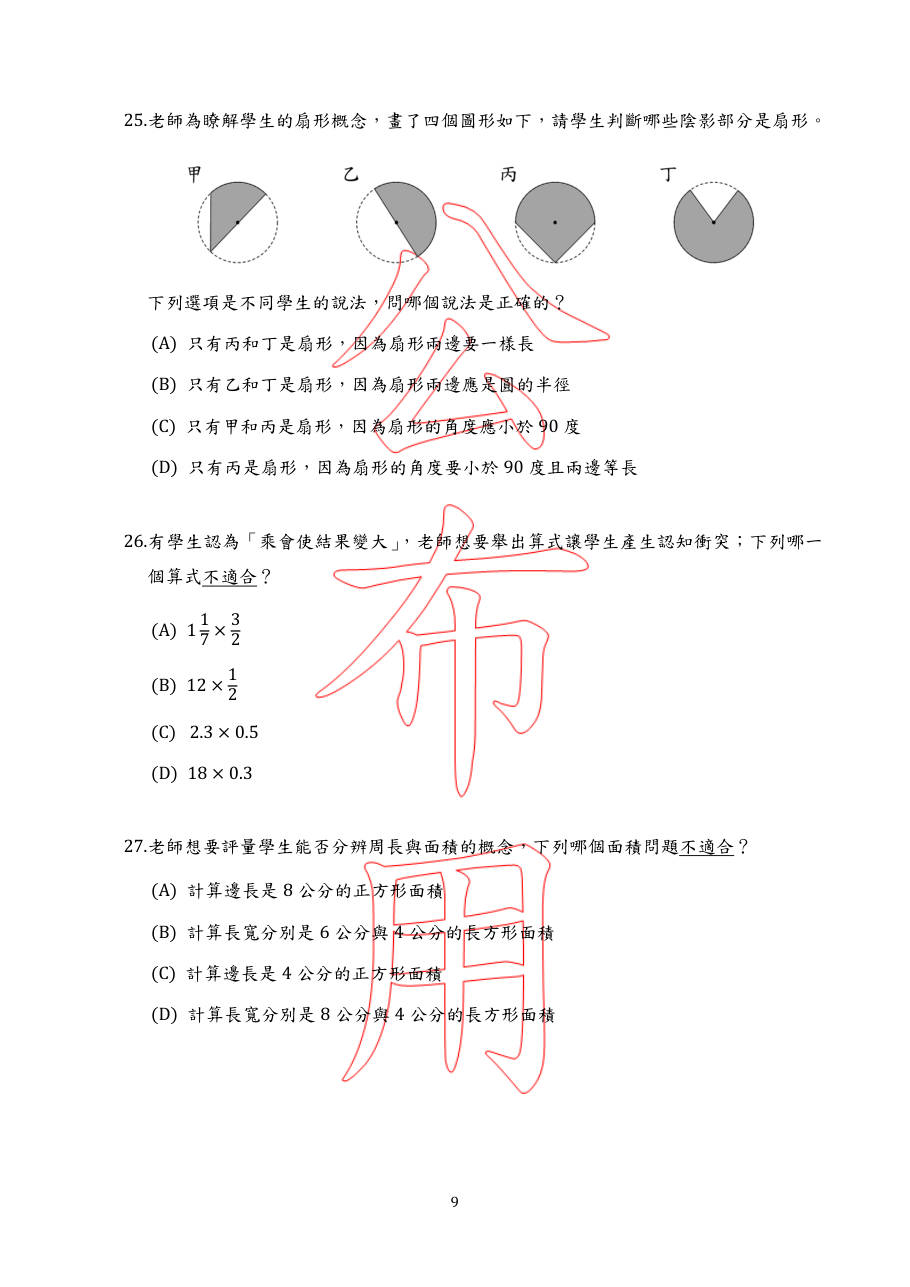 25.老師為瞭解學生的扇形概念，畫了四個圖形如下，請學生判斷哪些陰影部分是扇形。
甲 乙 丙 丁
下列選項是不同學生的說法，問哪個說法是正確的？
(A) 只有丙和丁是扇形，因為扇形兩邊要一樣長
(B) 只有乙和丁是扇形，因為扇形兩邊應是圓的半徑
(C) 只有甲和丙是扇形，因為扇形的角度應小於 90 度
(D) 只有丙是扇形，因為扇形的角度要小於 90 度且兩邊等長
26.有學生認為「乘會使結果變大」，老師想要舉出算式讓學生產生認知衝突；下列哪一
個算式不適合？
(A) 1 1/7 × 3/2
(B) 12 × 1/2
(C) 2.3 × 0.5
(D) 18 × 0.3
27.老師想要評量學生能否分辨周長與面積的概念，下列哪個面積問題不適合？
(A) 計算邊長是 8 公分的正方形面積
(B) 計算長寬分別是 6 公分與 4 公分的長方形面積
(C) 計算邊長是 4 公分的正方形面積
(D) 計算長寬分別是 8 公分與 4 公分的長方形面積
公布用
9